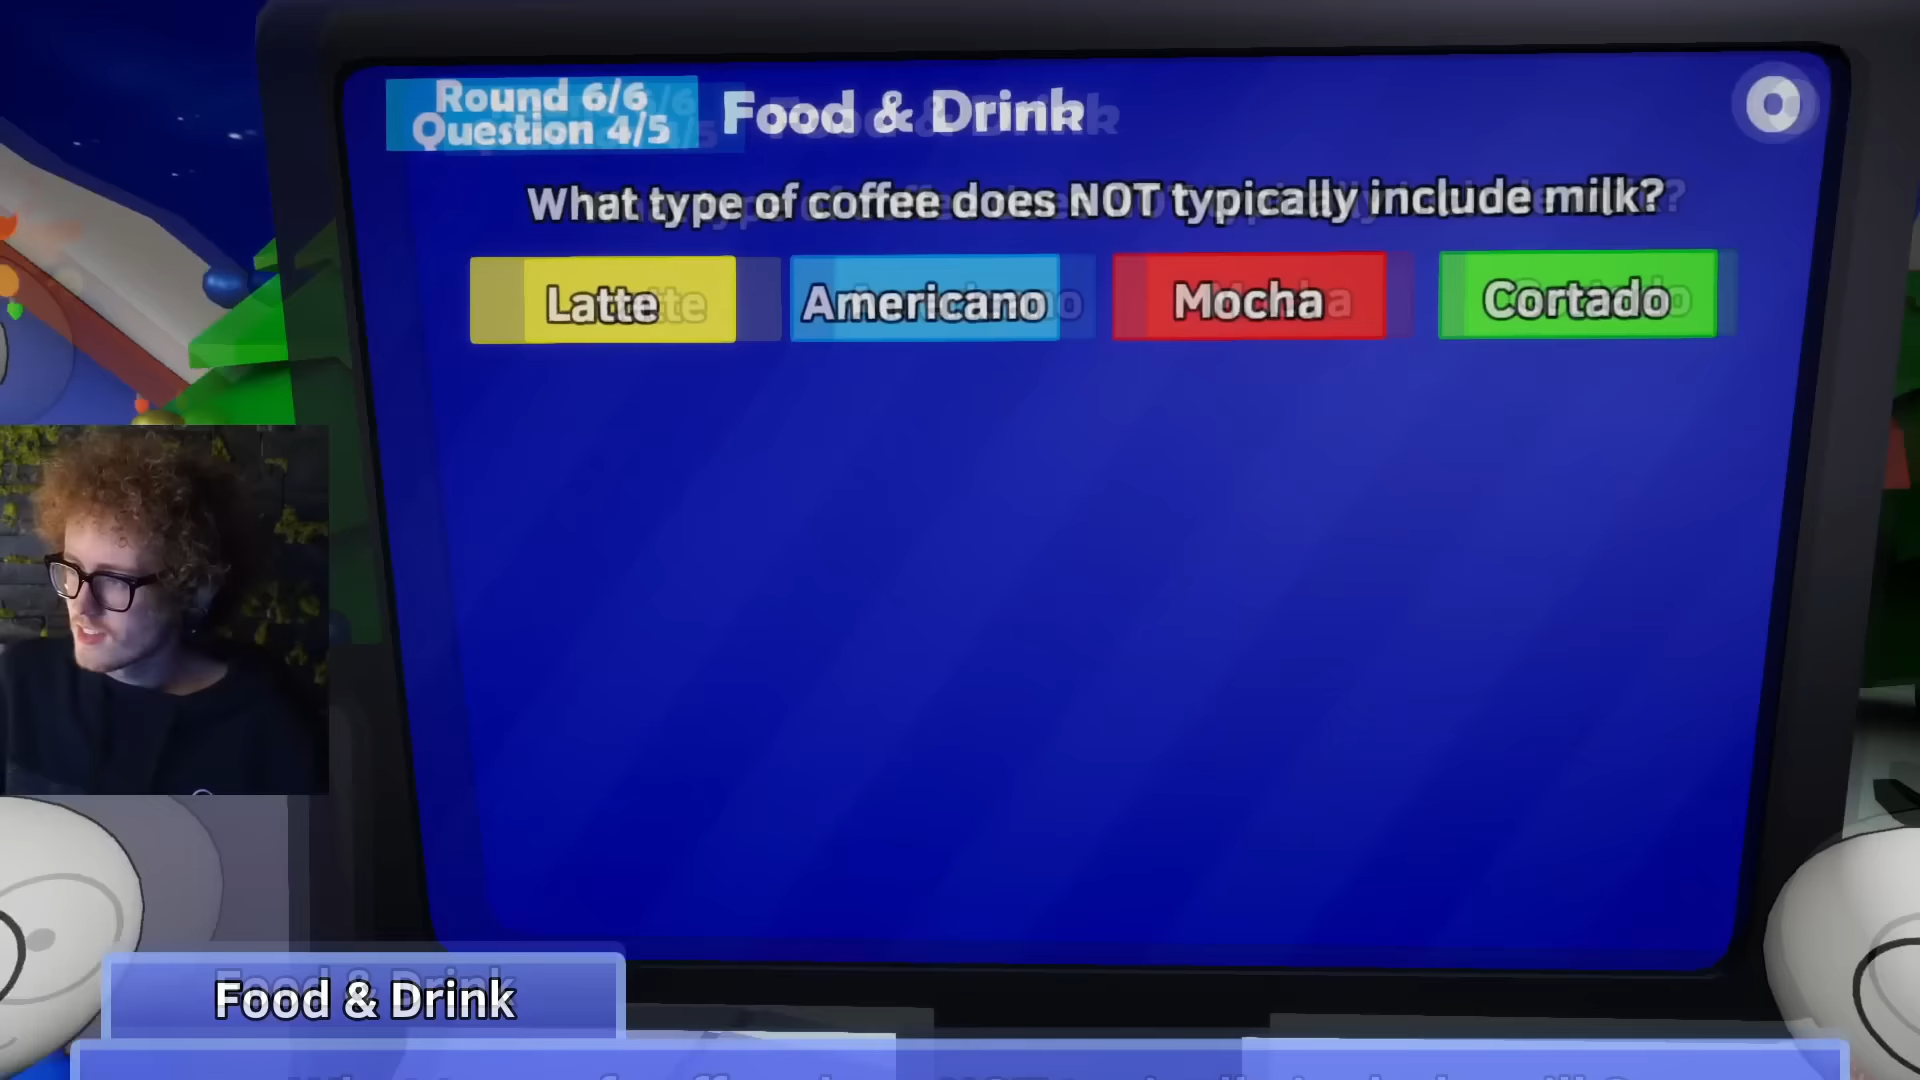 Round 6/6
Question 4/5
Food & Drink
What type of coffee does NOT typically include milk?
Latte
Americano
Mocha
Cortado
Food & Drink